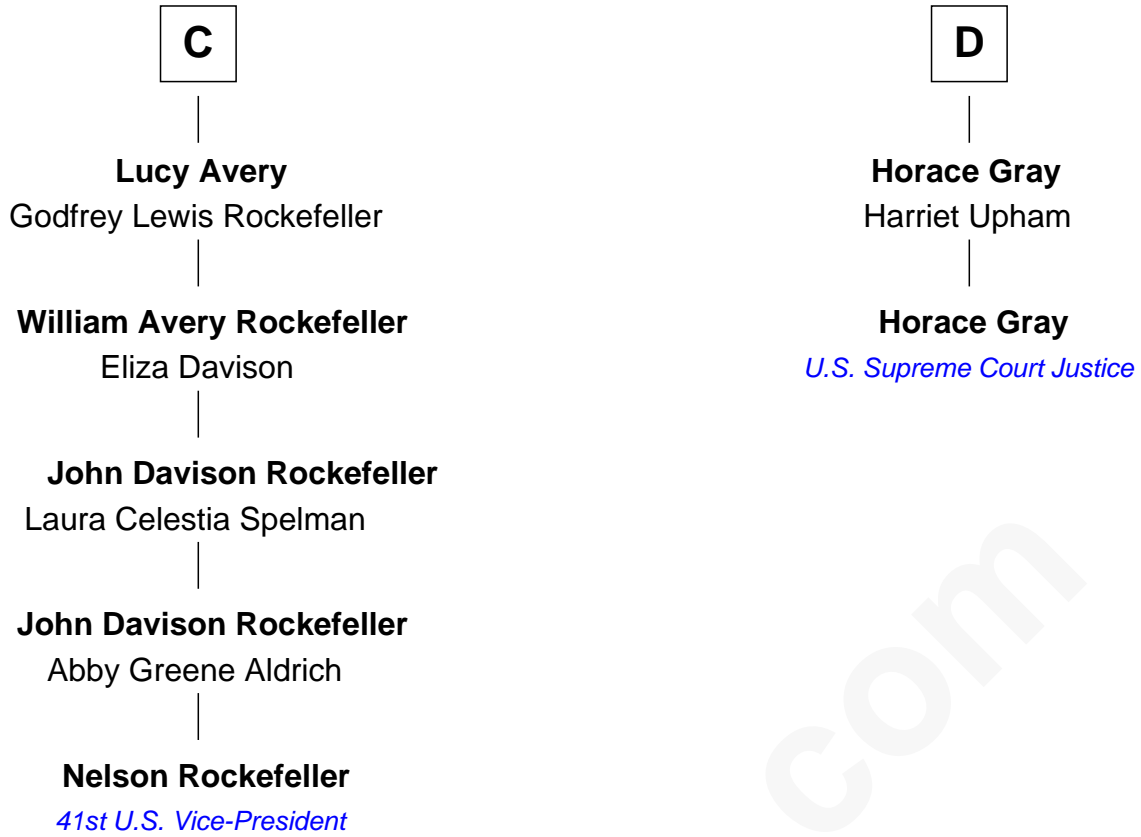 C
Lucy Avery
Godfrey Lewis Rockefeller
William Avery Rockefeller
Eliza Davison
John Davison Rockefeller
Laura Celestia Spelman
John Davison Rockefeller
Abby Greene Aldrich
Nelson Rockefeller
41st U.S. Vice-President
D
Horace Gray
Harriet Upham
Horace Gray
U.S. Supreme Court Justice
com